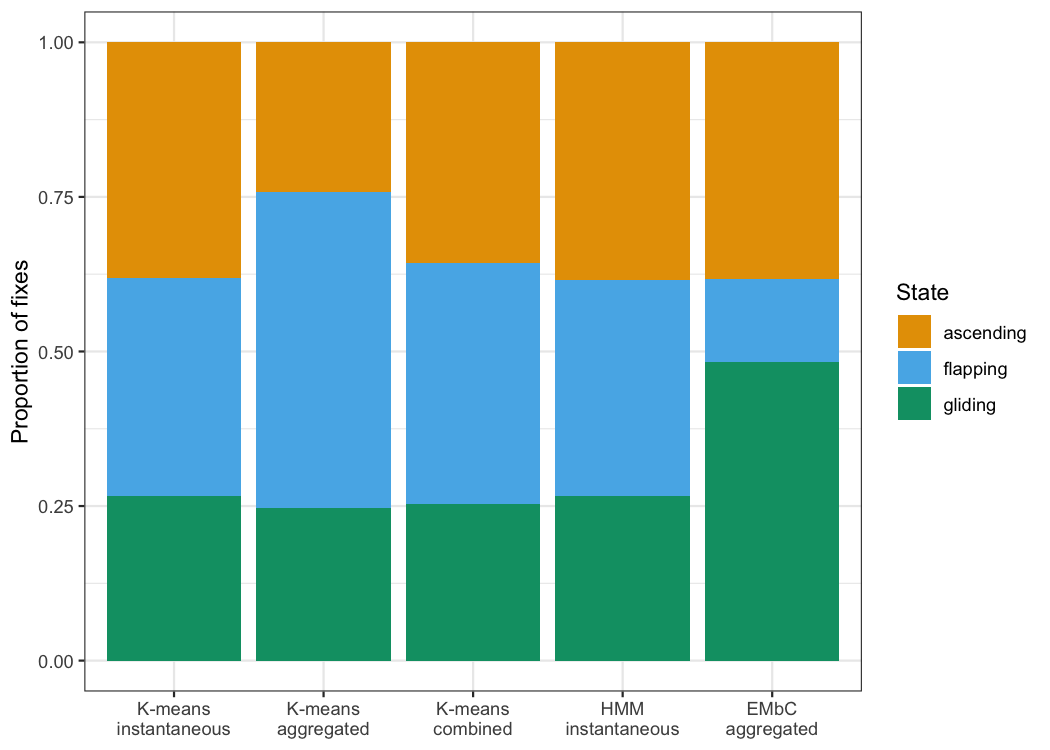 1.00
0.75
0.50
0.25
0.00
Proportion of fixes
K-means
instantaneous
K-means
aggregated
K-means
combined
HMM
instantaneous
EMbC
aggregated
State
ascending
flapping
gliding